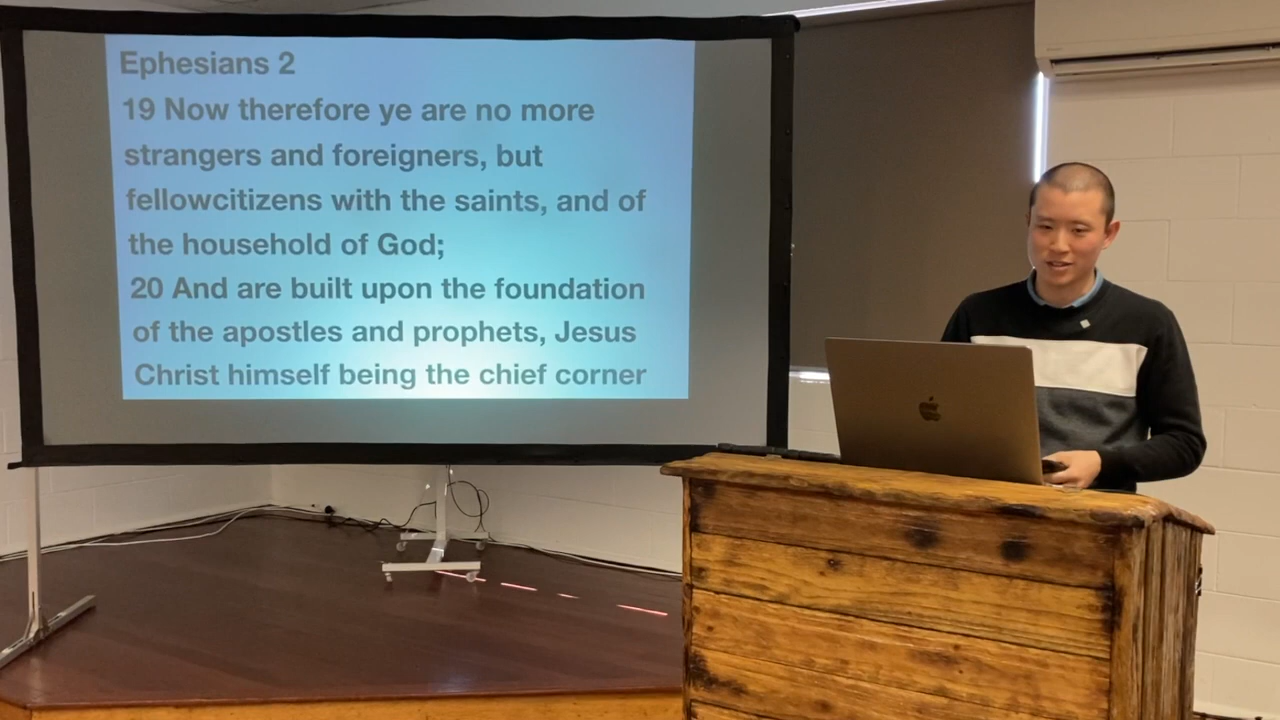 Ephesians 2
19 Now therefore ye are no more
strangers and foreigners, but
fellowcitizens with the saints, and of
the household of God;
20 And are built upon the foundation
of the apostles and prophets, Jesus
Christ himself being the chief corner